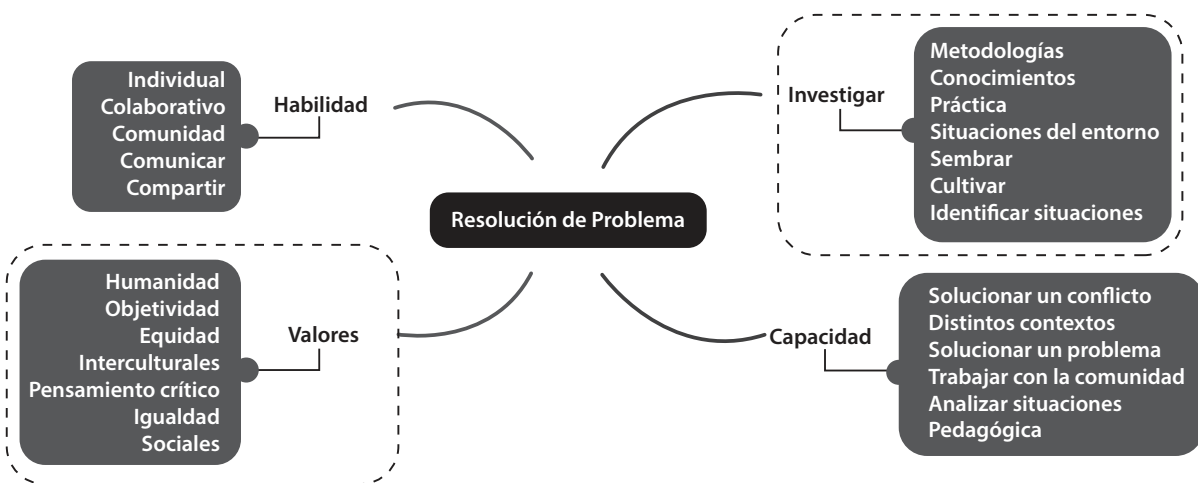 Individual
Colaborativo
Comunidad
Comunicar
Compartir
Habilidad
Investigar
Metodologías
Conocimientos
Práctica
Situaciones del entorno
Sembrar
Cultivar
Identificar situaciones
Resolución de Problema
Humanidad
Objetividad
Equidad
Interculturales
Pensamiento crítico
Igualdad
Sociales
Valores
Capacidad
Solucionar un conflicto
Distintos contextos
Solucionar un problema
Trabajar con la comunidad
Analizar situaciones
Pedagógica